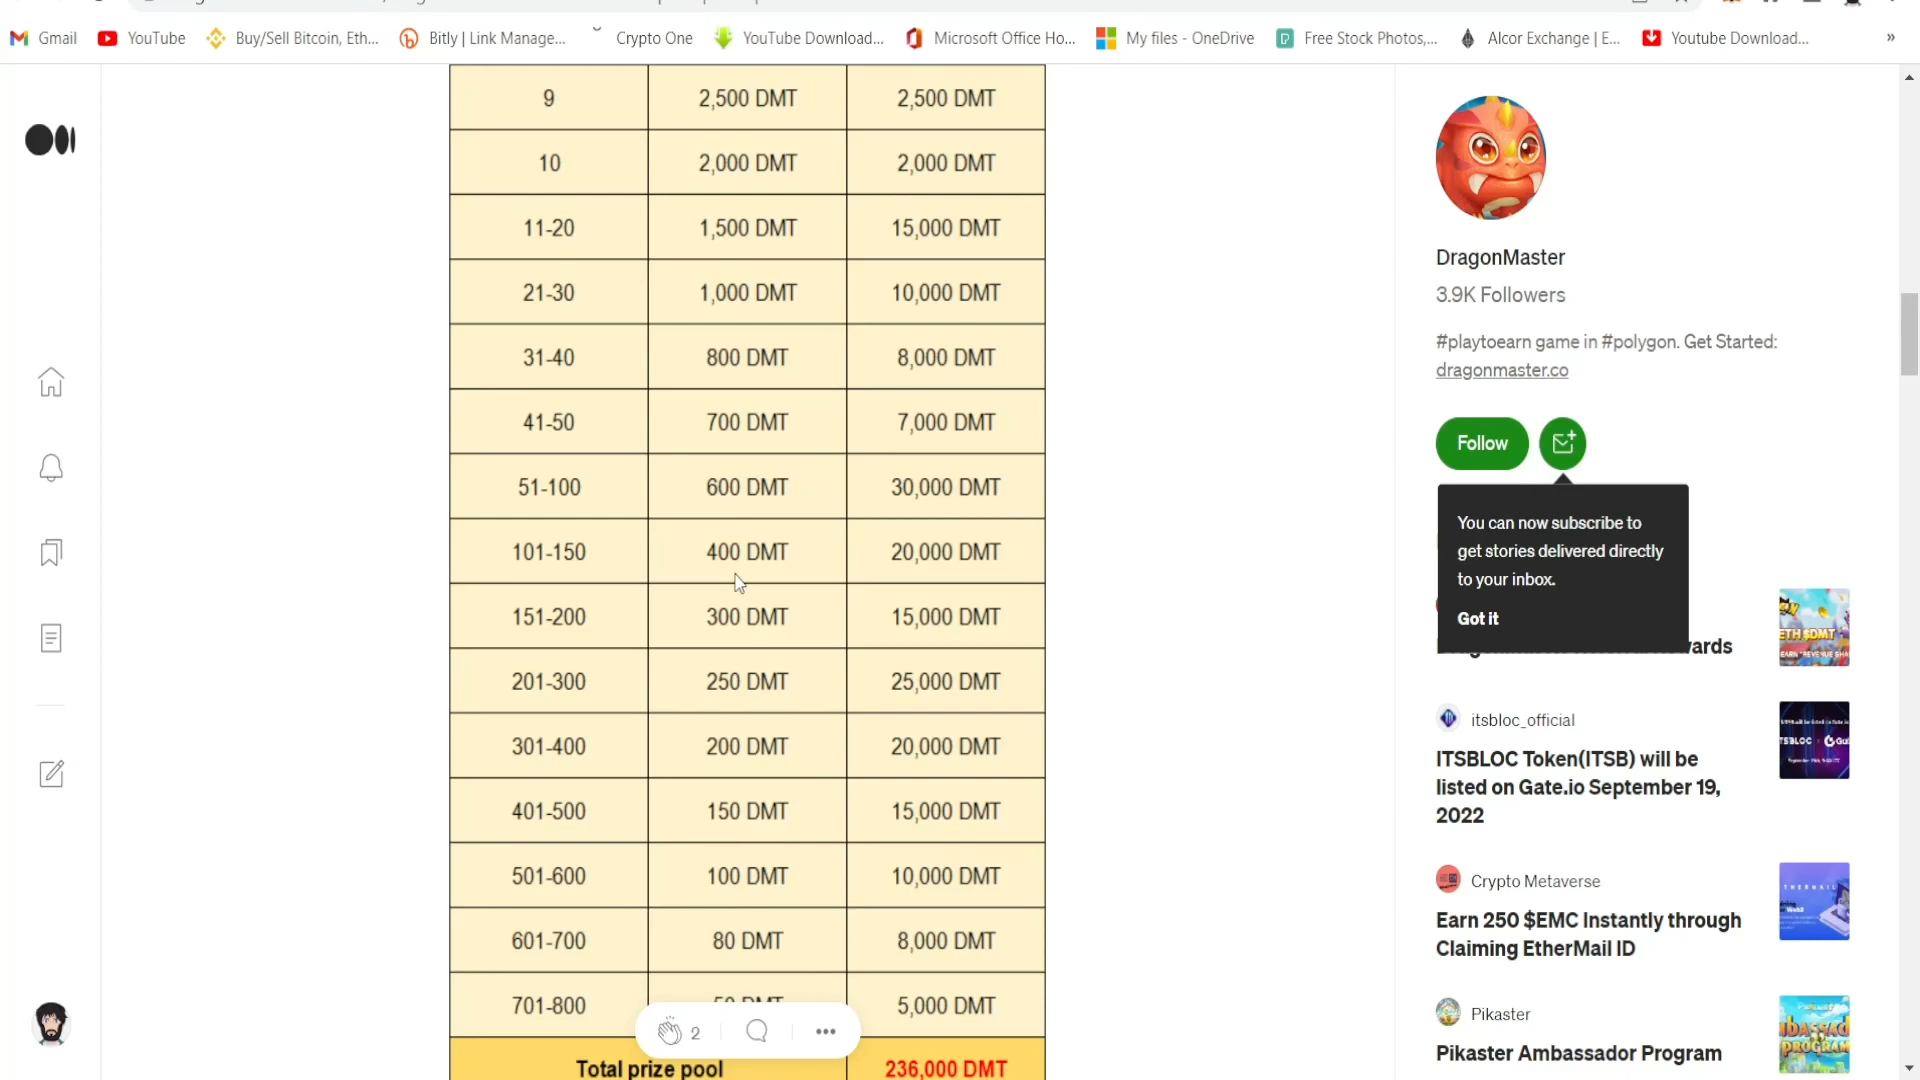 Gmail YouTube Buy/Sell Bitcoin, Eth... Bitly | Link Manage... Crypto One YouTube Download... Microsoft Office Ho... My files - OneDrive Free Stock Photos,... Alcor Exchange | E... Youtube Download... »
9 2,500 DMT 2,500 DMT
10 2,000 DMT 2,000 DMT
11-20 1,500 DMT 15,000 DMT
21-30 1,000 DMT 10,000 DMT
31-40 800 DMT 8,000 DMT
41-50 700 DMT 7,000 DMT
51-100 600 DMT 30,000 DMT
101-150 400 DMT 20,000 DMT
151-200 300 DMT 15,000 DMT
201-300 250 DMT 25,000 DMT
301-400 200 DMT 20,000 DMT
401-500 150 DMT 15,000 DMT
501-600 100 DMT 10,000 DMT
601-700 80 DMT 8,000 DMT
701-800 50 DMT 5,000 DMT
Total prize pool 236,000 DMT
2
DragonMaster
3.9K Followers
#playtoearn game in #polygon. Get Started:
dragonmaster.co
Follow
You can now subscribe to
get stories delivered directly
to your inbox.
Got it
ETH $DMT
itsbloc_official
ITSBLOC Token(ITSB) will be
listed on Gate.io September 19,
2022
Crypto Metaverse
Earn 250 $EMC Instantly through
Claiming EtherMail ID
Pikaster
Pikaster Ambassador Program